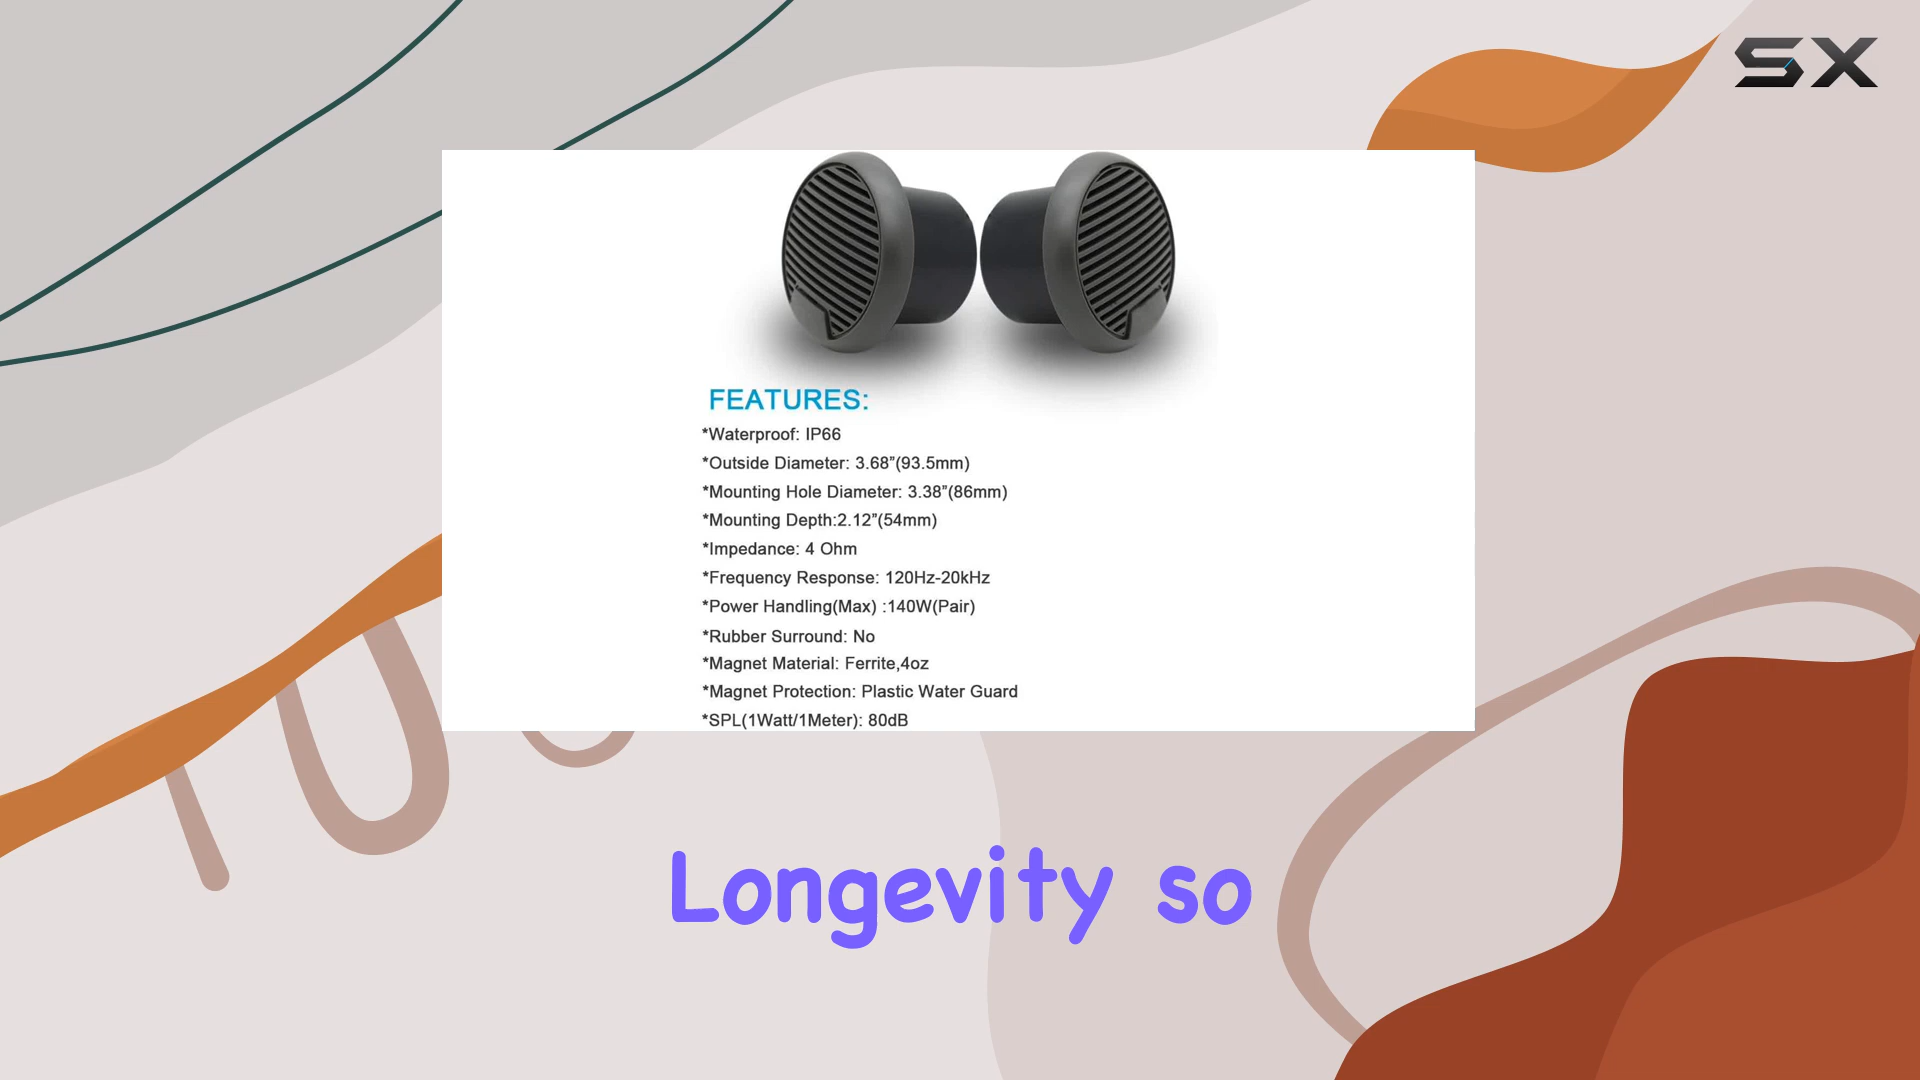 SX
FEATURES:
*Waterproof: IP66
*Outside Diameter: 3.68”(93.5mm)
*Mounting Hole Diameter: 3.38”(86mm)
*Mounting Depth:2.12”(54mm)
*Impedance: 4 Ohm
*Frequency Response: 120Hz-20kHz
*Power Handling(Max) :140W(Pair)
*Rubber Surround: No
*Magnet Material: Ferrite,4oz
*Magnet Protection: Plastic Water Guard
*SPL(1Watt/1Meter): 80dB
Longevity so